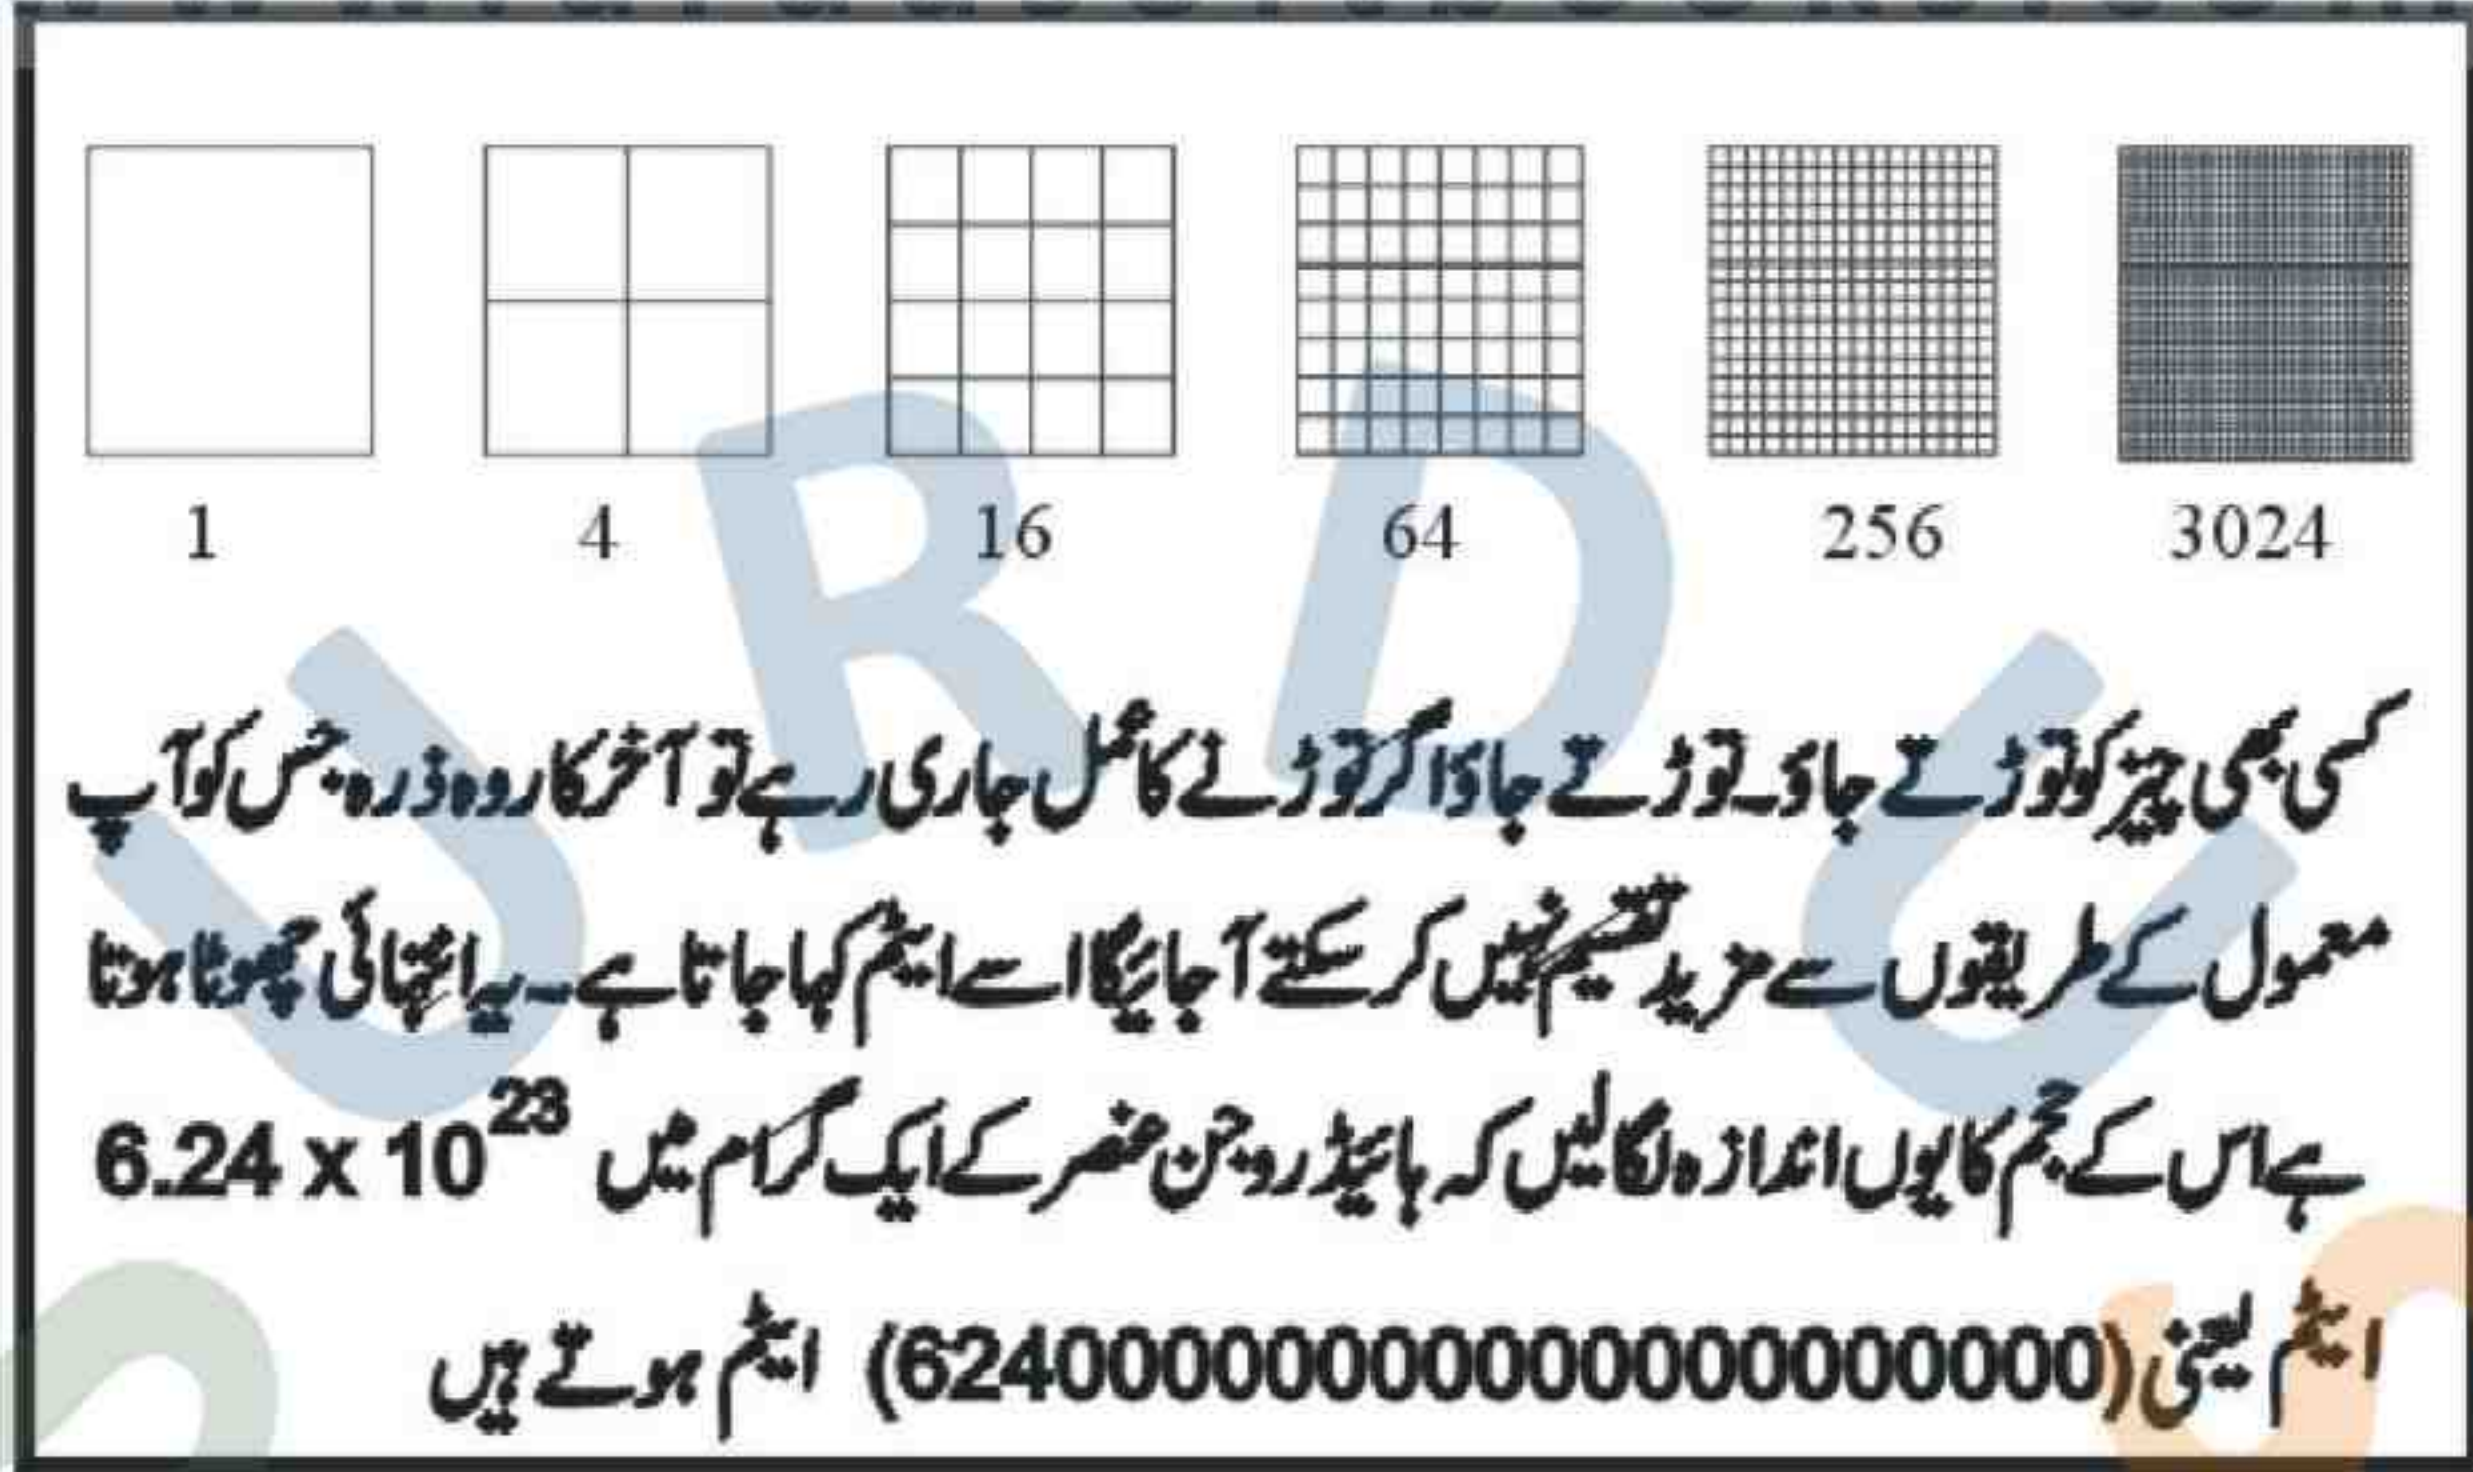 1 4 16 64 256 3024
کسی بھی چیز کو توڑتے جاؤ۔ توڑتے جاؤ اگر توڑنے کا عمل جاری رہے تو آخر کار وہ ذرہ جس کو آپ
معمول کے طریقوں سے مزید تقسیم نہیں کر سکتے آ جائیگا اسے ایٹم کہا جاتا ہے۔ یہ انتہائی چھوٹا ہوتا
ہے اس کے حجم کا یوں اندازہ لگا لیں کہ ہائیڈروجن عنصر کے ایک گرام میں 6.24 x 10²³
ایٹم یعنی (624000000000000000000000) ایٹم ہوتے ہیں
U R D U